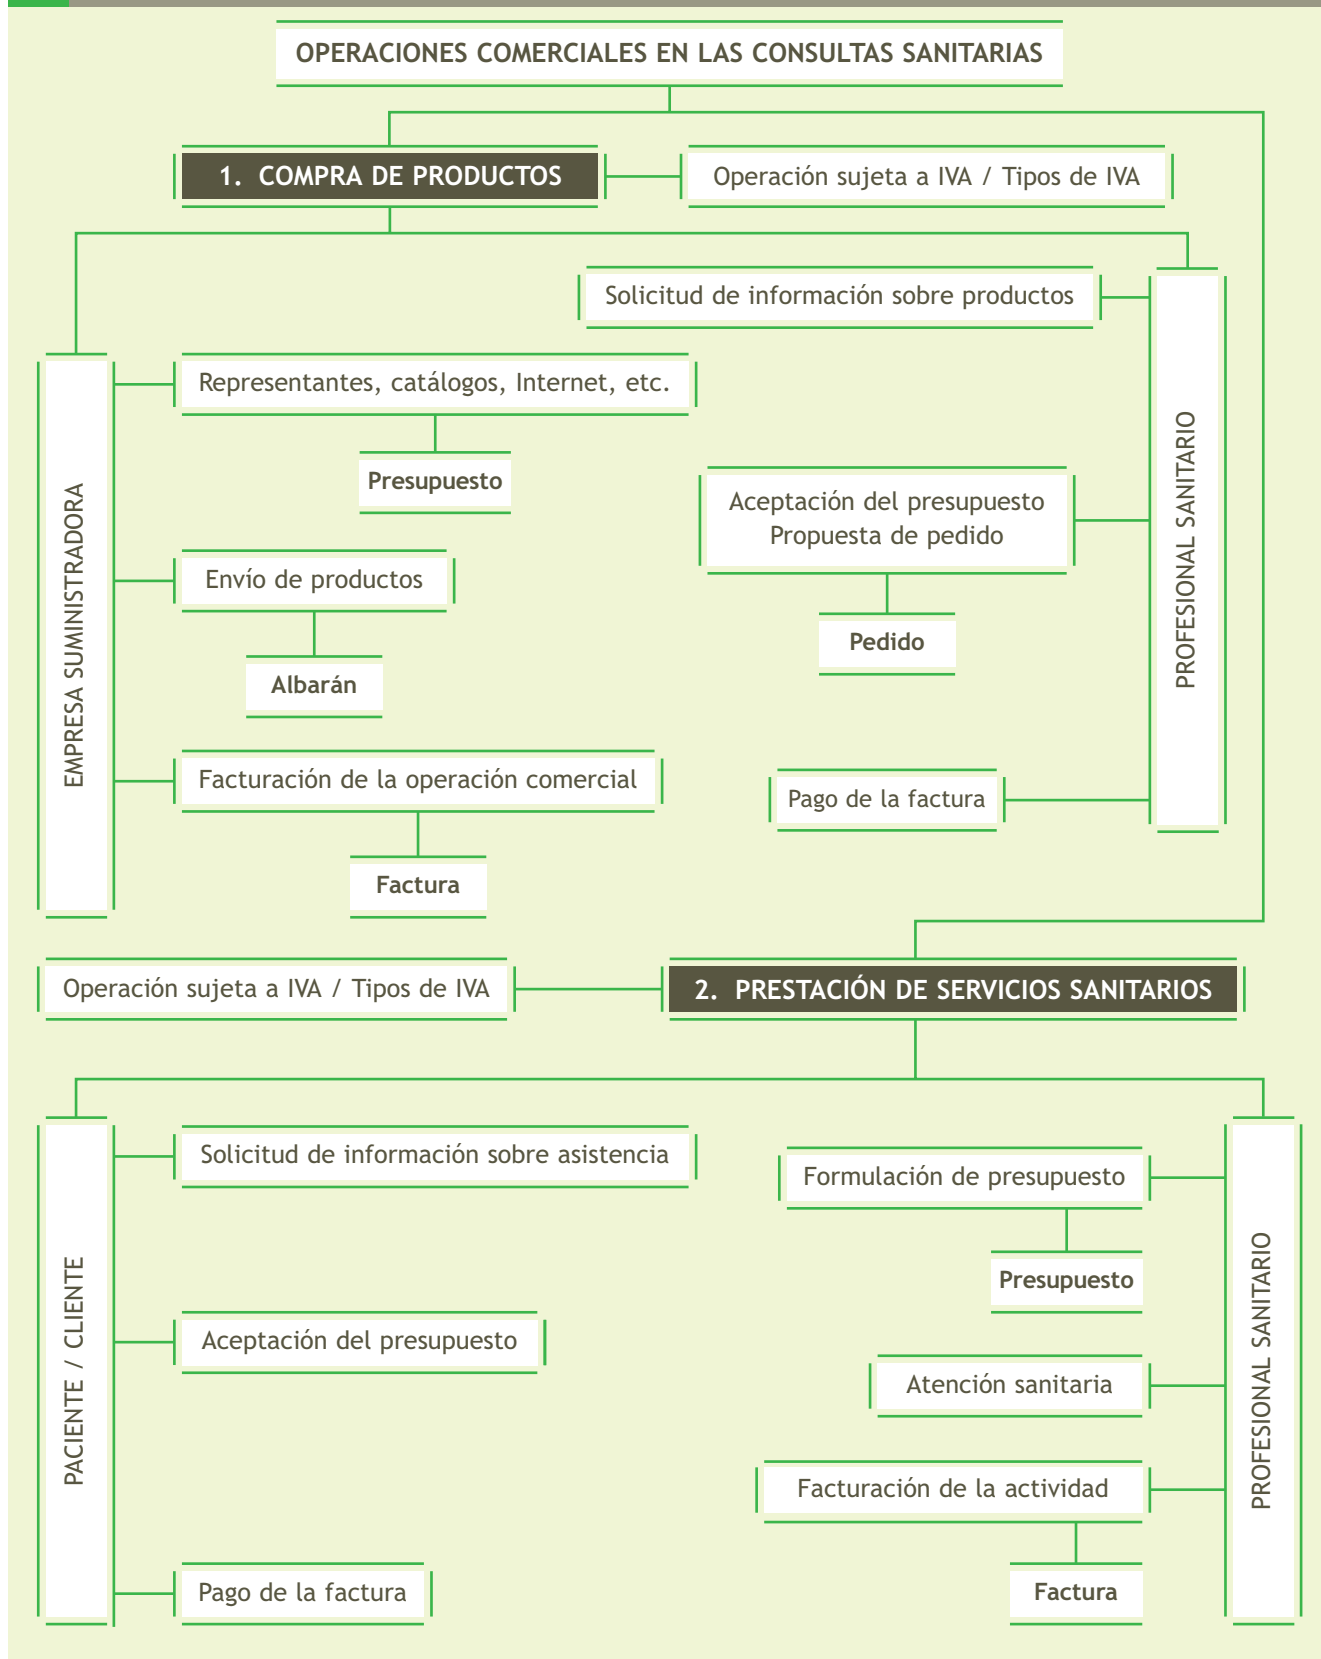 OPERACIONES COMERCIALES EN LAS CONSULTAS SANITARIAS
1. COMPRA DE PRODUCTOS
Operación sujeta a IVA / Tipos de IVA
Solicitud de información sobre productos
EMPRESA SUMINISTRADORA
Representantes, catálogos, Internet, etc.
Presupuesto
PROFESIONAL SANITARIO
Aceptación del presupuesto
Propuesta de pedido
Envío de productos
Pedido
Albarán
Facturación de la operación comercial
Pago de la factura
Factura
Operación sujeta a IVA / Tipos de IVA
2. PRESTACIÓN DE SERVICIOS SANITARIOS
PACIENTE / CLIENTE
Solicitud de información sobre asistencia
Formulación de presupuesto
PROFESIONAL SANITARIO
Presupuesto
Aceptación del presupuesto
Atención sanitaria
Facturación de la actividad
Pago de la factura
Factura